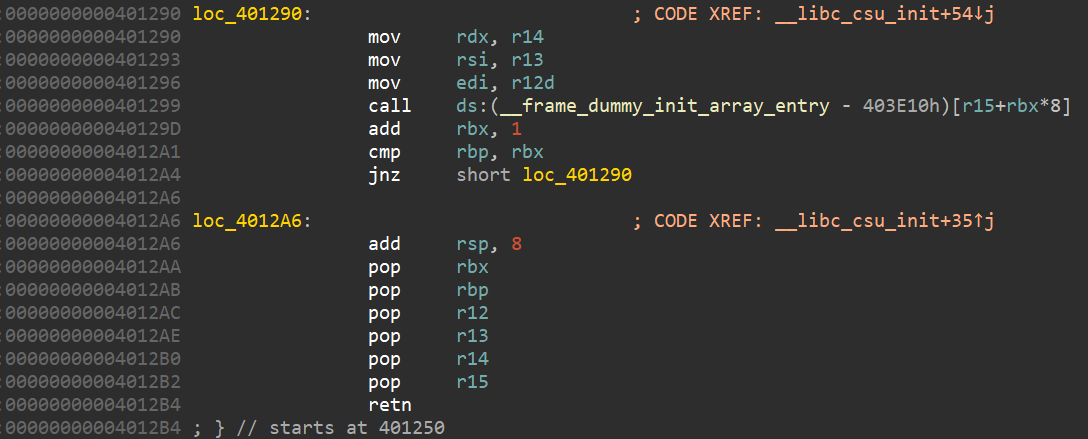 :0000000000401290 loc_401290: ; CODE XREF: __libc_csu_init+54↓j
:0000000000401290 mov rdx, r14
:0000000000401293 mov rsi, r13
:0000000000401296 mov edi, r12d
:0000000000401299 call ds:(__frame_dummy_init_array_entry - 403E10h)[r15+rbx*8]
:000000000040129D add rbx, 1
:00000000004012A1 cmp rbp, rbx
:00000000004012A4 jnz short loc_401290
:00000000004012A6
:00000000004012A6 loc_4012A6: ; CODE XREF: __libc_csu_init+35↑j
:00000000004012A6 add rsp, 8
:00000000004012AA pop rbx
:00000000004012AB pop rbp
:00000000004012AC pop r12
:00000000004012AE pop r13
:00000000004012B0 pop r14
:00000000004012B2 pop r15
:00000000004012B4 retn
:00000000004012B4 ; } // starts at 401250